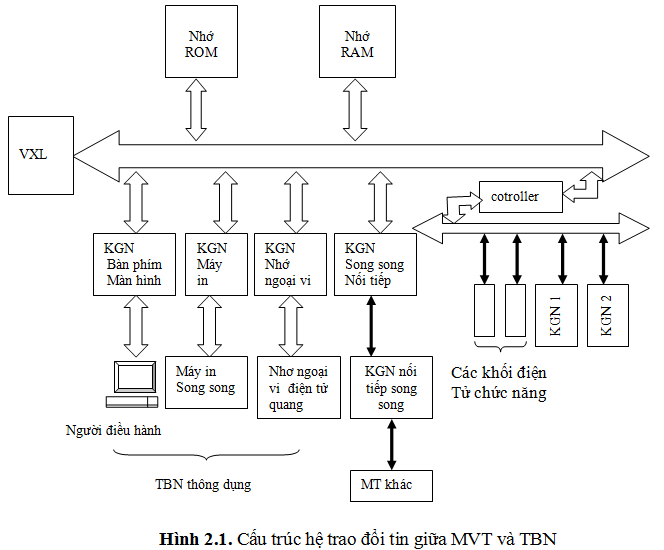 Nhớ
ROM
Nhớ
RAM
VXL
cotroller
KGN
Bàn phím
Màn hình
KGN
Máy
in
KGN
Nhớ
ngoại vi
KGN
Song song
Nối tiếp
KGN 1
KGN 2
Máy in
Song song
Nhơ ngoại
vi điện tử
quang
KGN nối
tiếp song
song
Các khối điện
Tử chức năng
Người điều hành
TBN thông dụng
MT khác
Hình 2.1. Cấu trúc hệ trao đổi tin giữa MVT và TBN